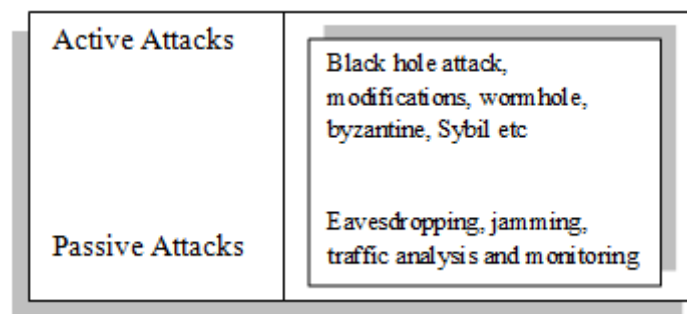 Active Attacks
Black hole attack,
modifications, wormhole,
byzantine, Sybil etc
Passive Attacks
Eavesdropping, jamming,
traffic analysis and monitoring